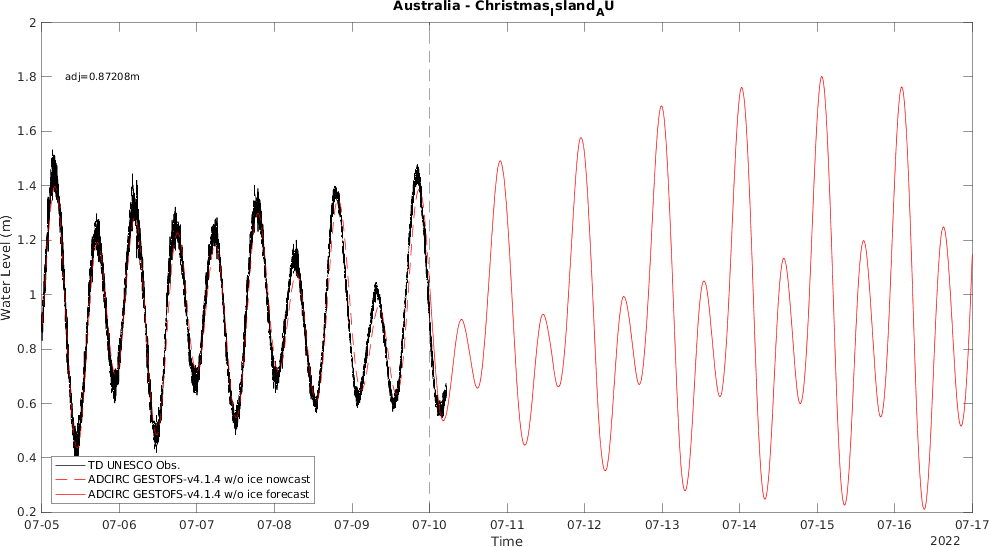 Australia - Christmas_Island_AU
2
1.8
1.6
1.4
1.2
1
0.8
0.6
0.4
0.2
Water Level (m)
adj=0.87208m
TD UNESCO Obs.
ADCIRC GESTOFS-v4.1.4 w/o ice nowcast
ADCIRC GESTOFS-v4.1.4 w/o ice forecast
07-05 07-06 07-07 07-08 07-09 07-10 07-11 07-12 07-13 07-14 07-15 07-16 07-17
Time
2022